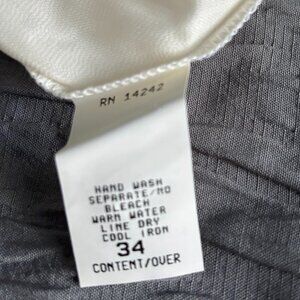 RN 14242
HAND WASH
SEPARATE/NO
BLEACH
WARM WATER
LINE DRY
COOL IRON
34
CONTENT/OVER